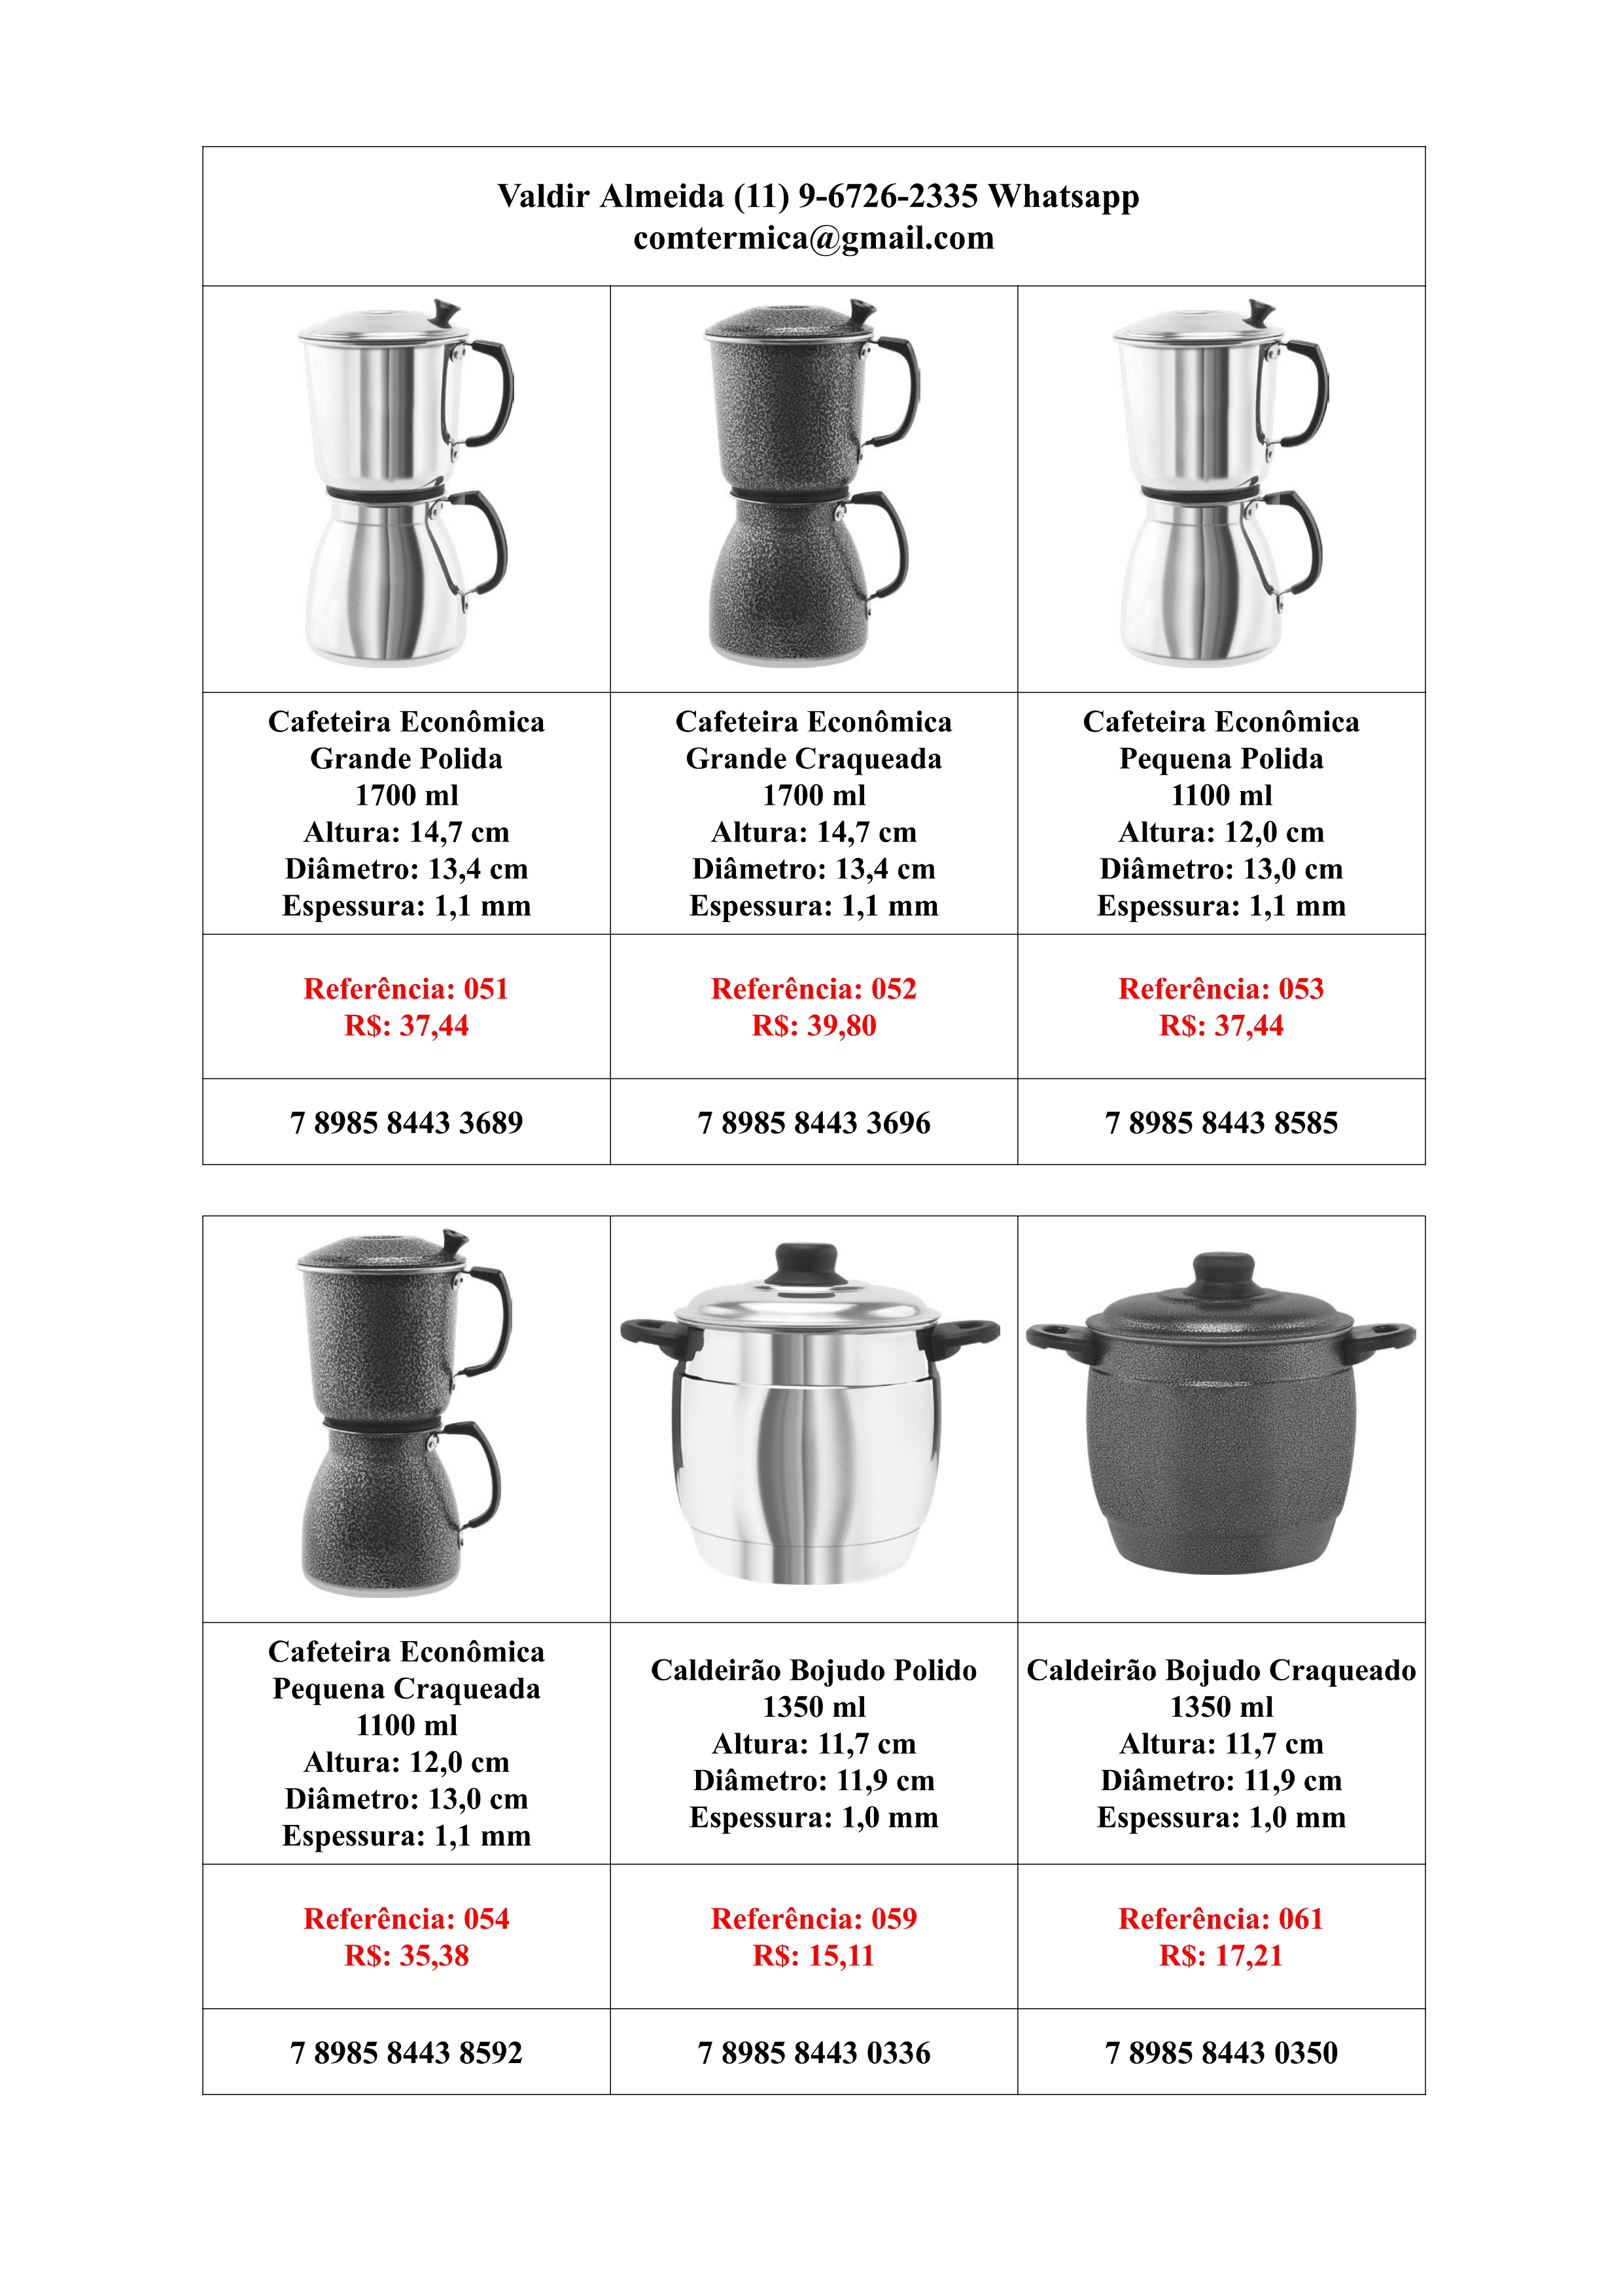 Valdir Almeida (11) 9-6726-2335 Whatsapp
comtermica@gmail.com
Cafeteira Econômica
Grande Polida
1700 ml
Altura: 14,7 cm
Diâmetro: 13,4 cm
Espessura: 1,1 mm
Referência: 051
R$: 37,44
7 8985 8443 3689
Cafeteira Econômica
Grande Craqueada
1700 ml
Altura: 14,7 cm
Diâmetro: 13,4 cm
Espessura: 1,1 mm
Referência: 052
R$: 39,80
7 8985 8443 3696
Cafeteira Econômica
Pequena Polida
1100 ml
Altura: 12,0 cm
Diâmetro: 13,0 cm
Espessura: 1,1 mm
Referência: 053
R$: 37,44
7 8985 8443 8585
Cafeteira Econômica
Pequena Craqueada
1100 ml
Altura: 12,0 cm
Diâmetro: 13,0 cm
Espessura: 1,1 mm
Referência: 054
R$: 35,38
7 8985 8443 8592
Caldeirão Bojudo Polido
1350 ml
Altura: 11,7 cm
Diâmetro: 11,9 cm
Espessura: 1,0 mm
Referência: 059
R$: 15,11
7 8985 8443 0336
Caldeirão Bojudo Craqueado
1350 ml
Altura: 11,7 cm
Diâmetro: 11,9 cm
Espessura: 1,0 mm
Referência: 061
R$: 17,21
7 8985 8443 0350